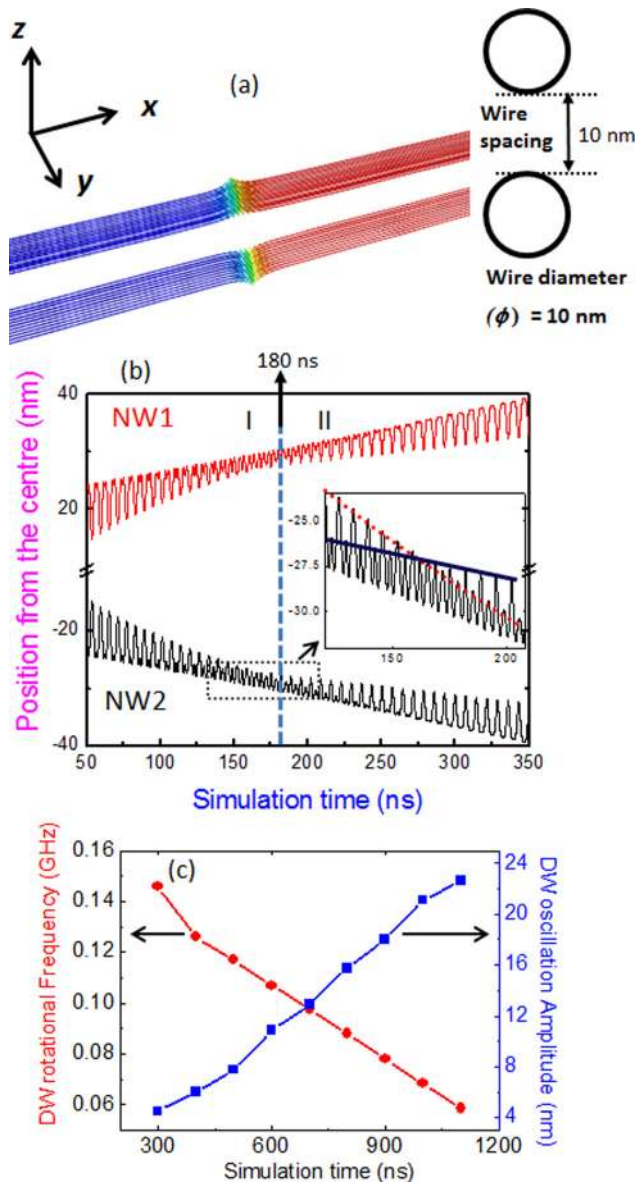 z
(a)
x
y
Wire
spacing
10 nm
Wire diameter
(ϕ) = 10 nm
180 ns
(b)
40
NW1
I
II
20
-25.0
-27.5
-30.0
150
200
-20
NW2
-40
50
100
150
200
250
300
350
Position from the centre (nm)
Simulation time (ns)
(c)
0.16
0.14
0.12
0.10
0.08
0.06
DW rotational Frequency (GHz)
24
20
16
12
8
4
DW oscillation Amplitude (nm)
300
600
900
1200
Simulation time (ns)